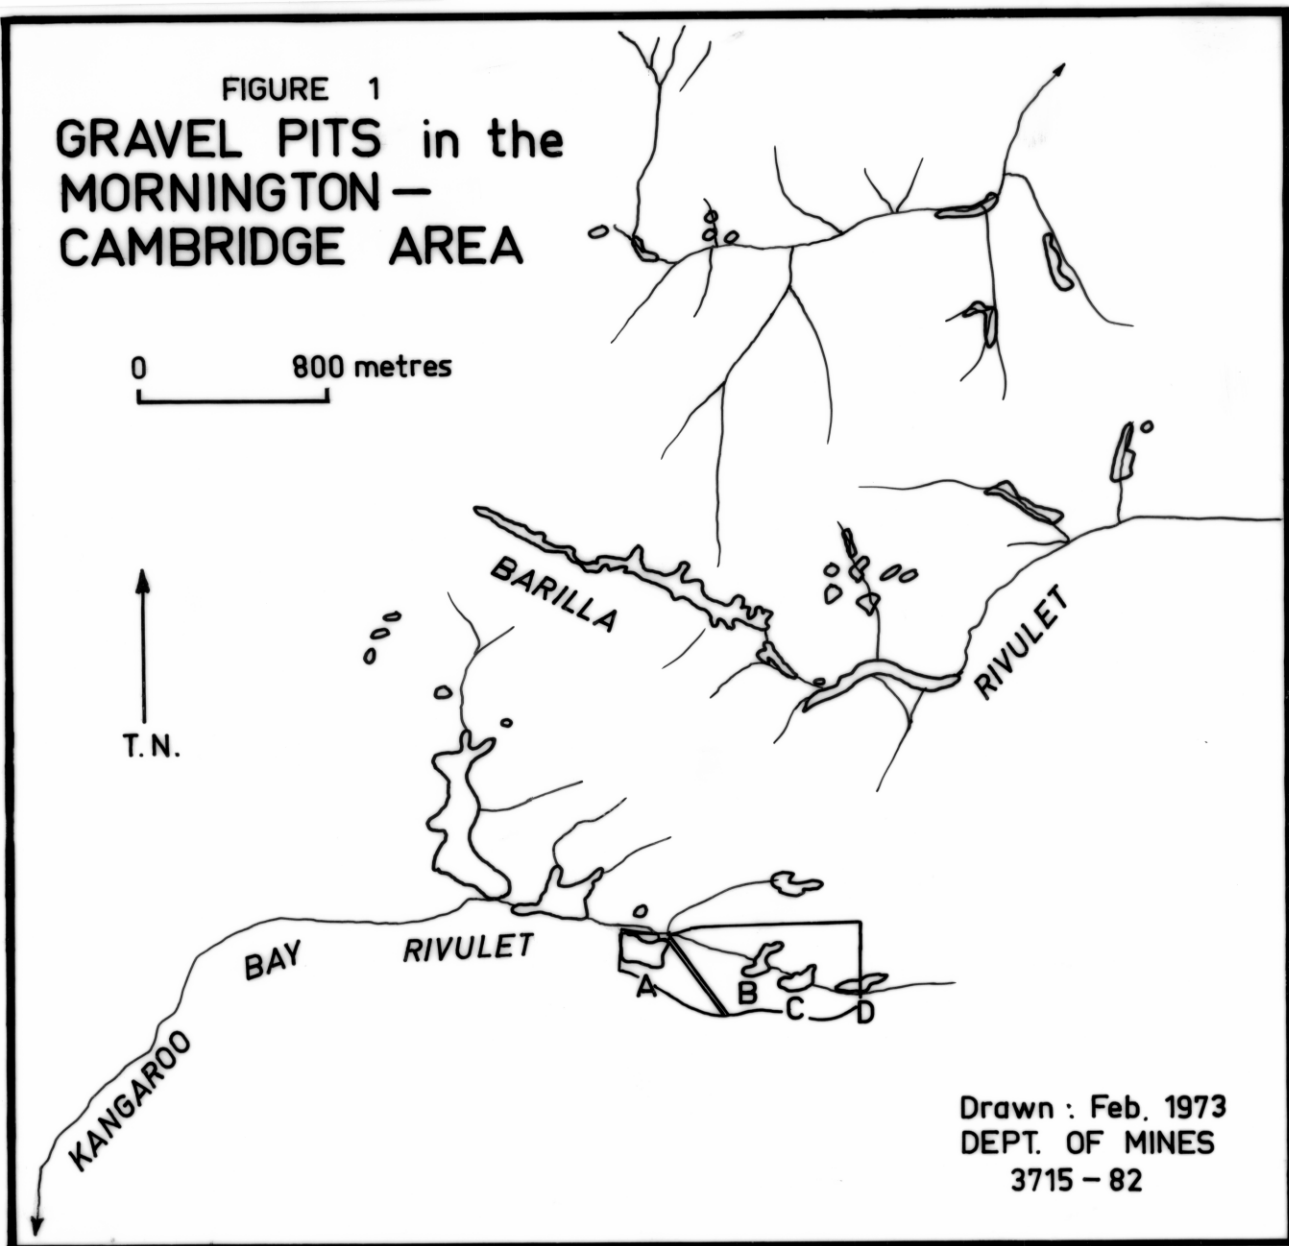 FIGURE 1
GRAVEL PITS in the
MORNINGTON —
CAMBRIDGE AREA
0 800 metres
BARILLA
RIVULET
T.N.
BAY RIVULET
KANGAROO
A
B
C
D
Drawn : Feb. 1973
DEPT. OF MINES
3715 – 82